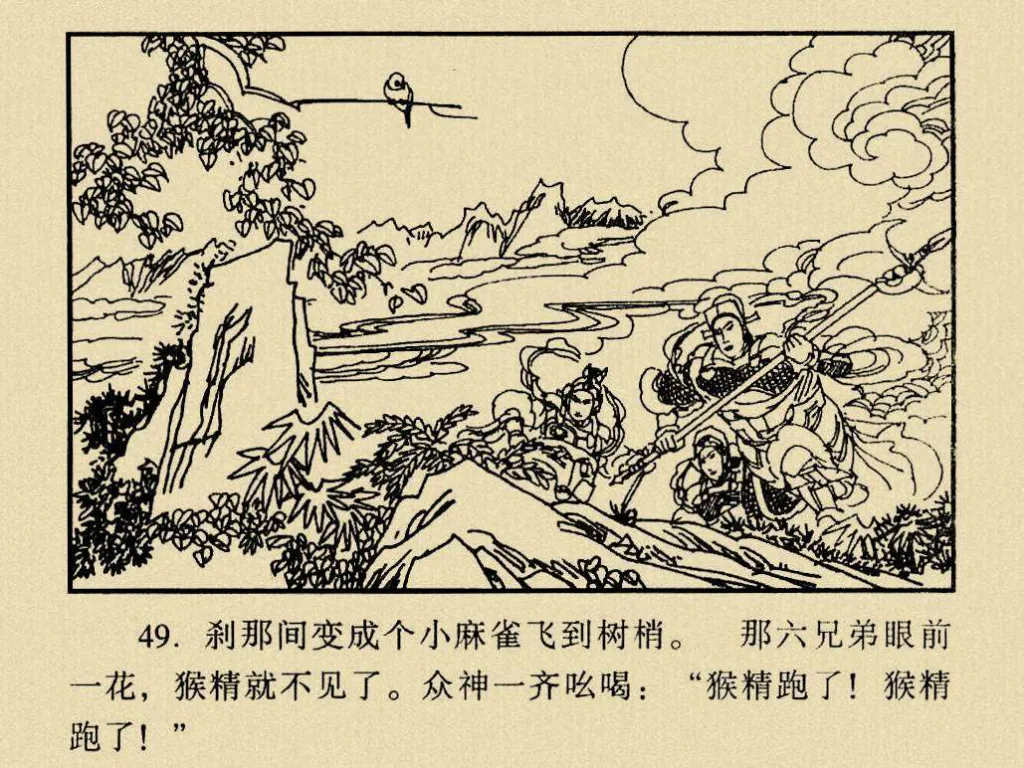 49. 刹那间变成个小麻雀飞到树梢。 那六兄弟眼前
一花，猴精就不见了。众神一齐吆喝：“猴精跑了！猴精
跑了！”